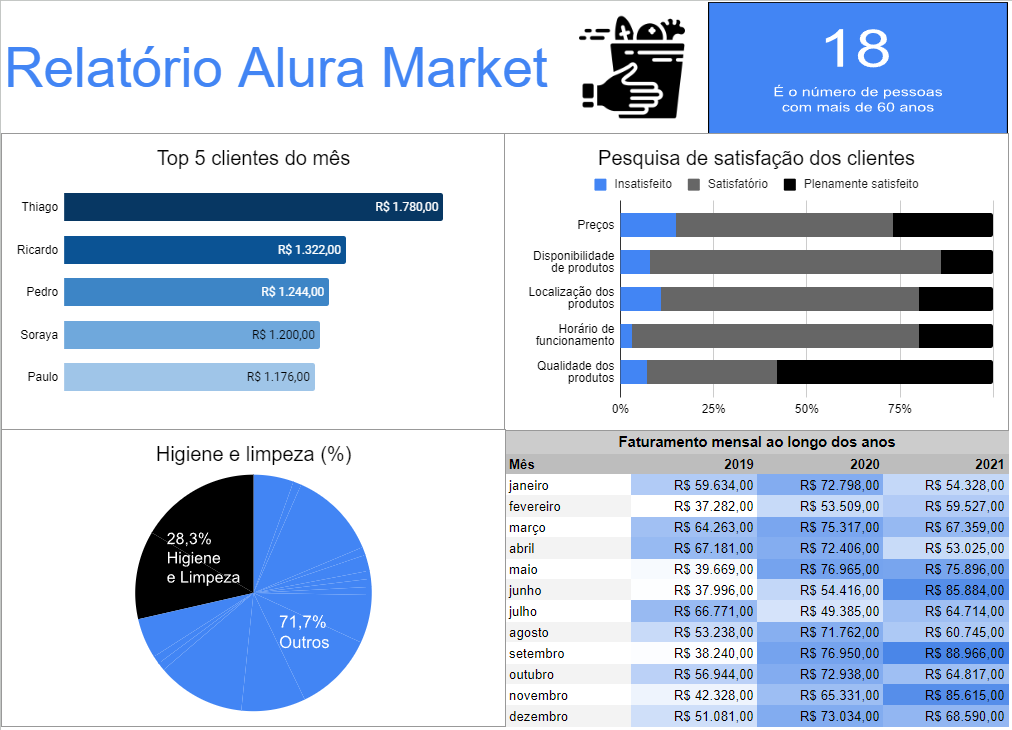 Relatório Alura Market
18
É o número de pessoas
com mais de 60 anos
Top 5 clientes do mês
Thiago R$ 1.780,00
Ricardo R$ 1.322,00
Pedro R$ 1.244,00
Soraya R$ 1.200,00
Paulo R$ 1.176,00
Pesquisa de satisfação dos clientes
Insatisfeito Satisfatório Plenamente satisfeito
Preços
Disponibilidade
de produtos
Localização dos
produtos
Horário de
funcionamento
Qualidade dos
produtos
0% 25% 50% 75%
Higiene e limpeza (%)
28,3%
Higiene
e Limpeza
71,7%
Outros
Faturamento mensal ao longo dos anos
Mês 2019 2020 2021
janeiro R$ 59.634,00 R$ 72.798,00 R$ 54.328,00
fevereiro R$ 37.282,00 R$ 53.509,00 R$ 59.527,00
março R$ 64.263,00 R$ 75.317,00 R$ 67.359,00
abril R$ 67.181,00 R$ 72.406,00 R$ 53.025,00
maio R$ 39.669,00 R$ 76.965,00 R$ 75.896,00
junho R$ 37.996,00 R$ 54.416,00 R$ 85.884,00
julho R$ 66.771,00 R$ 49.385,00 R$ 64.714,00
agosto R$ 53.238,00 R$ 71.762,00 R$ 60.745,00
setembro R$ 38.240,00 R$ 76.950,00 R$ 88.966,00
outubro R$ 56.944,00 R$ 72.938,00 R$ 64.817,00
novembro R$ 42.328,00 R$ 65.331,00 R$ 85.615,00
dezembro R$ 51.081,00 R$ 73.034,00 R$ 68.590,00